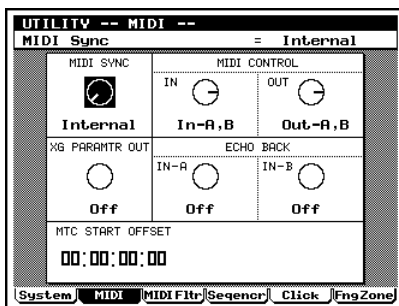 UTILITY -- MIDI --
MIDI Sync = Internal
MIDI SYNC MIDI CONTROL
IN OUT
Internal In-A,B Out-A,B
XG PARAMTR OUT ECHO BACK
IN-A IN-B
Off Off Off
MTC START OFFSET
00:00:00:00
System MIDI MIDI Fltr Seqencr Click FngZone